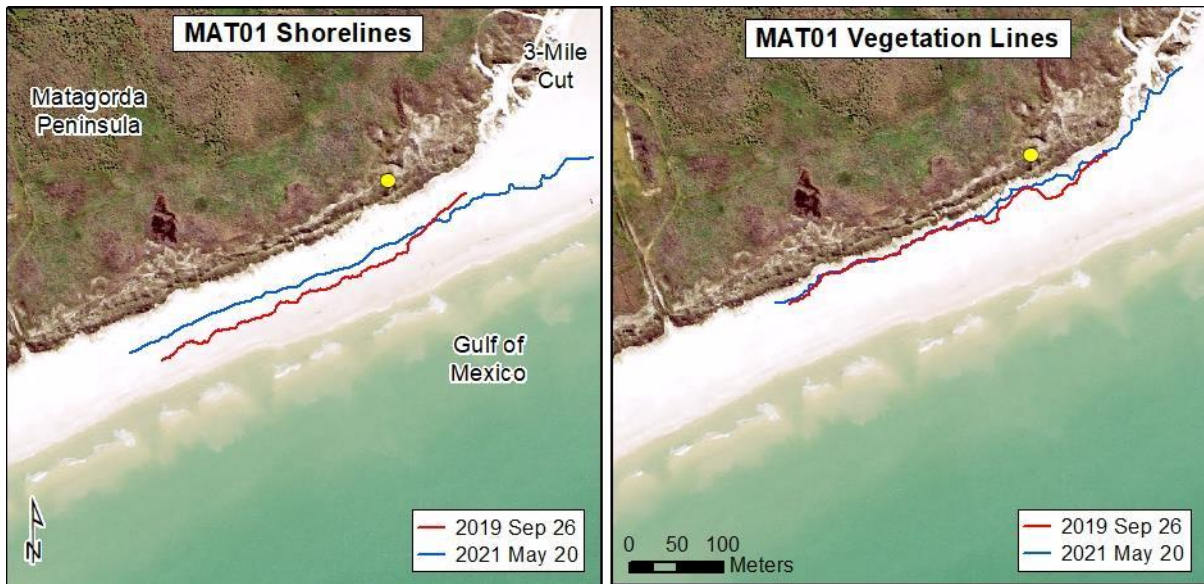 MAT01 Shorelines
3-Mile
Cut
Matagorda
Peninsula
Gulf of
Mexico
N
2019 Sep 26
2021 May 20
MAT01 Vegetation Lines
0 50 100
Meters
2019 Sep 26
2021 May 20